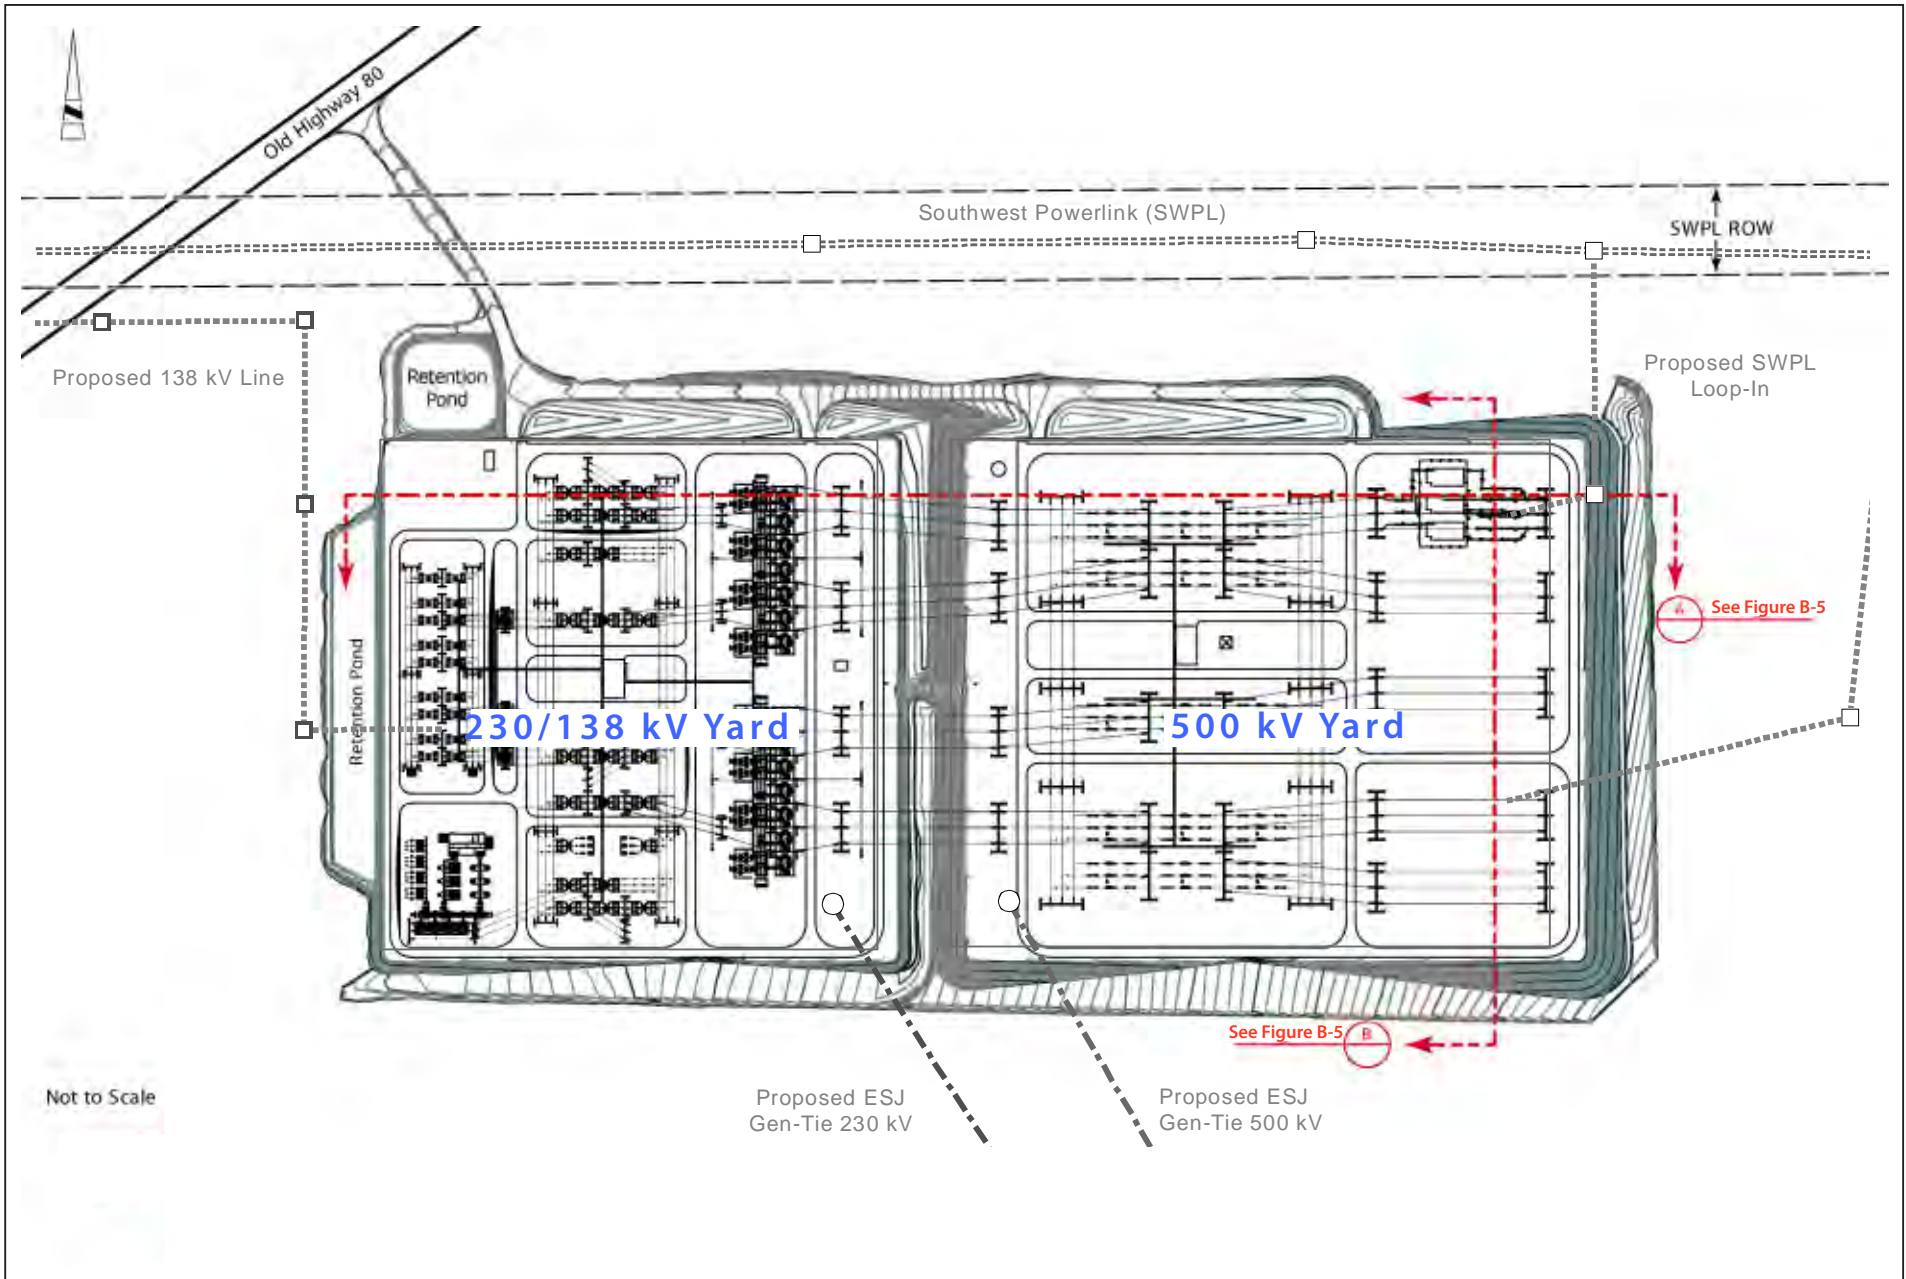 Old Highway 80
Southwest Powerlink (SWPL)
SWPL ROW
Proposed 138 kV Line
Retention
Pond
Proposed SWPL
Loop-In
A
See Figure B-5
Retention Pond
230/138 kV Yard
500 kV Yard
See Figure B-5
B
Not to Scale
Proposed ESJ
Gen-Tie 230 kV
Proposed ESJ
Gen-Tie 500 kV